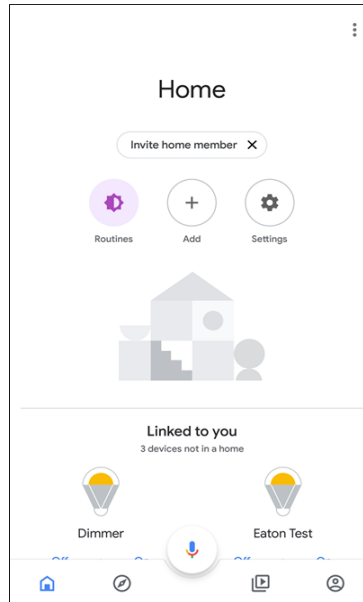 Home
Invite home member
Routines Add Settings
Linked to you
3 devices not in a home
Dimmer Eaton Test